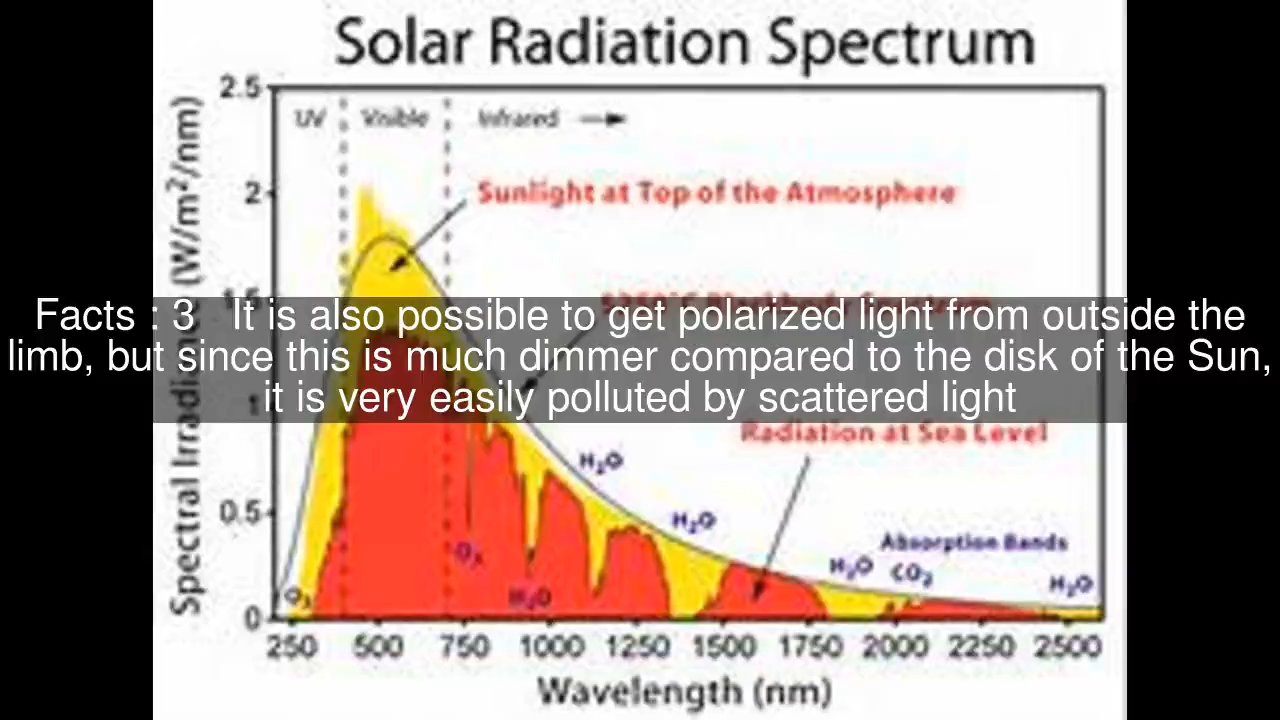 Solar Radiation Spectrum
2.5
UV Visible Infrared
2
Sunlight at Top of the Atmosphere
Facts : 3 It is also possible to get polarized light from outside the
limb, but since this is much dimmer compared to the disk of the Sun,
it is very easily polluted by scattered light
Radiation at Sea Level
H₂O
H₂O
0.5
Absorption Bands
H₂O CO₂ H₂O
O₂
O₃ H₂O
0
250 500 750 1000 1250 1500 1750 2000 2250 2500
Wavelength (nm)
Spectral Irradiance (W/m²/nm)